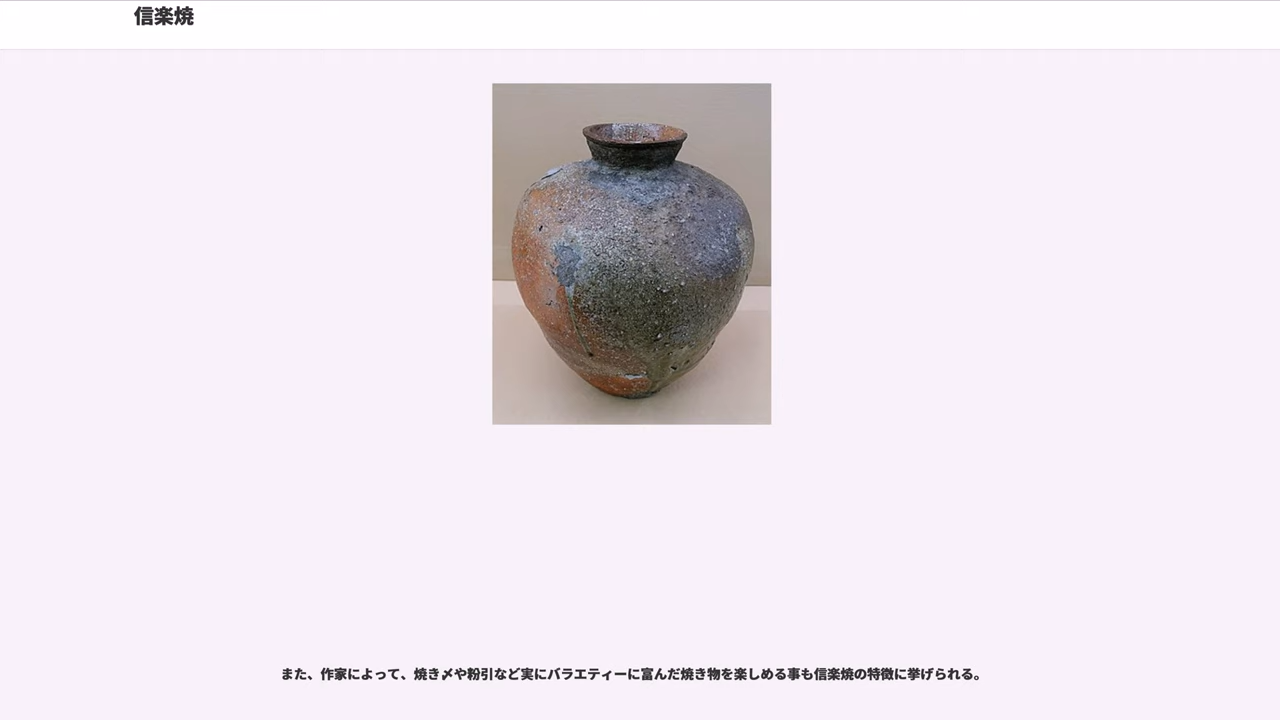 信楽焼
また、作家によって、焼き〆や粉引など実にバラエティーに富んだ焼き物を楽しめる事も信楽焼の特徴に挙げられる。